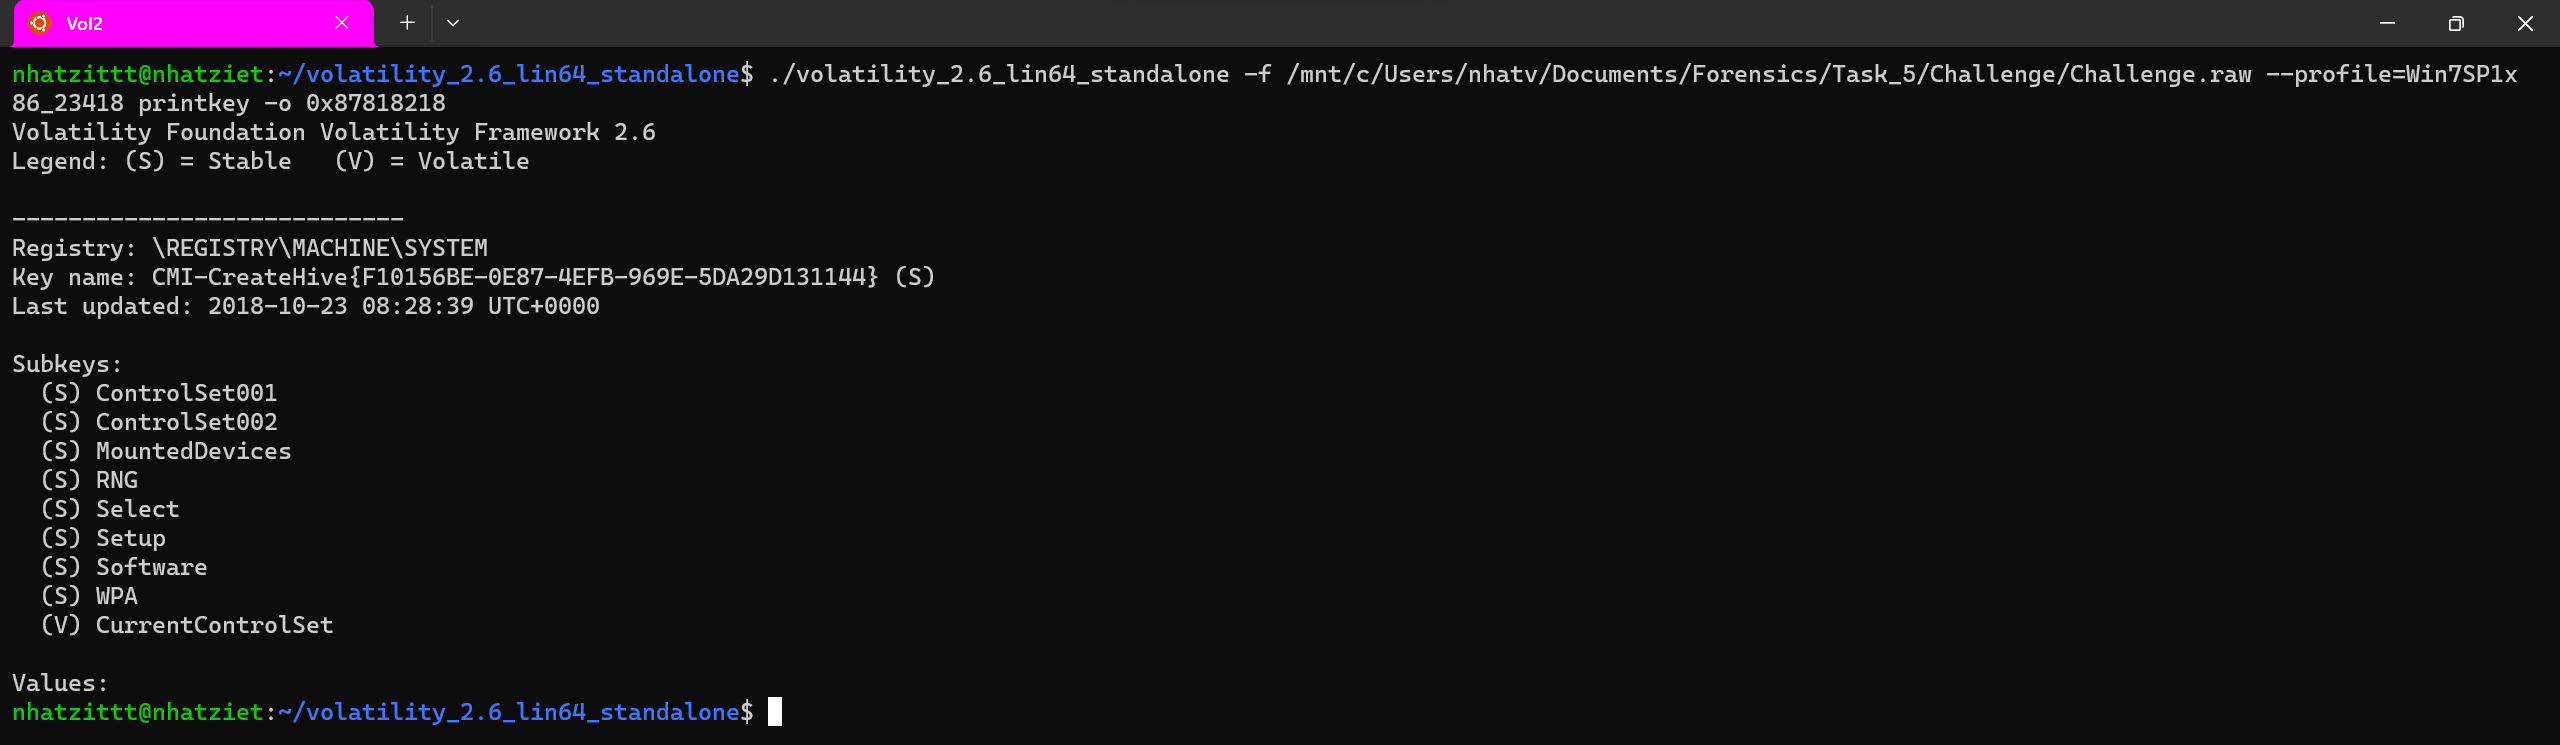 Vol2
nhatzittt@nhatziet:~/volatility_2.6_lin64_standalone$ ./volatility_2.6_lin64_standalone -f /mnt/c/Users/nhatv/Documents/Forensics/Task_5/Challenge/Challenge.raw --profile=Win7SP1x
86_23418 printkey -o 0x87818218
Volatility Foundation Volatility Framework 2.6
Legend: (S) = Stable   (V) = Volatile
----------------------------
Registry: \REGISTRY\MACHINE\SYSTEM
Key name: CMI-CreateHive{F10156BE-0E87-4EFB-969E-5DA29D131144} (S)
Last updated: 2018-10-23 08:28:39 UTC+0000
Subkeys:
  (S) ControlSet001
  (S) ControlSet002
  (S) MountedDevices
  (S) RNG
  (S) Select
  (S) Setup
  (S) Software
  (S) WPA
  (V) CurrentControlSet
Values:
nhatzittt@nhatziet:~/volatility_2.6_lin64_standalone$